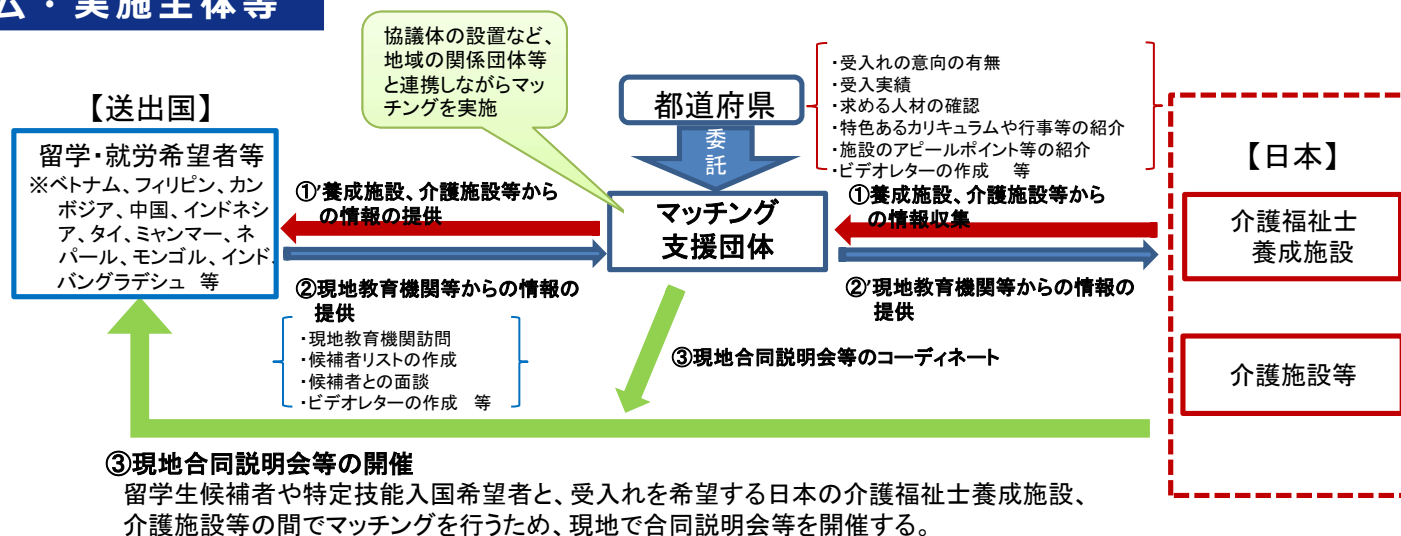 ム・実施主体等
協議体の設置など、
地域の関係団体等
と連携しながらマッ
チングを実施
都道府県
委
託
・受入れの意向の有無
・受入実績
・求める人材の確認
・特色あるカリキュラムや行事等の紹介
・施設のアピールポイント等の紹介
・ビデオレターの作成　等
【送出国】
留学・就労希望者等
※ベトナム、フィリピン、カン
ボジア、中国、インドネシ
ア、タイ、ミャンマー、ネ
パール、モンゴル、インド、
バングラデシュ 等
①’養成施設、介護施設等から
の情報の提供
マッチング
支援団体
①養成施設、介護施設等から
の情報収集
【日本】
介護福祉士
養成施設
②現地教育機関等からの情報の
提供
・現地教育機関訪問
・候補者リストの作成
・候補者との面談
・ビデオレターの作成　等
②’現地教育機関等からの情報の
提供
③現地合同説明会等のコーディネート
介護施設等
③現地合同説明会等の開催
留学生候補者や特定技能入国希望者と、受入れを希望する日本の介護福祉士養成施設、
介護施設等の間でマッチングを行うため、現地で合同説明会等を開催する。